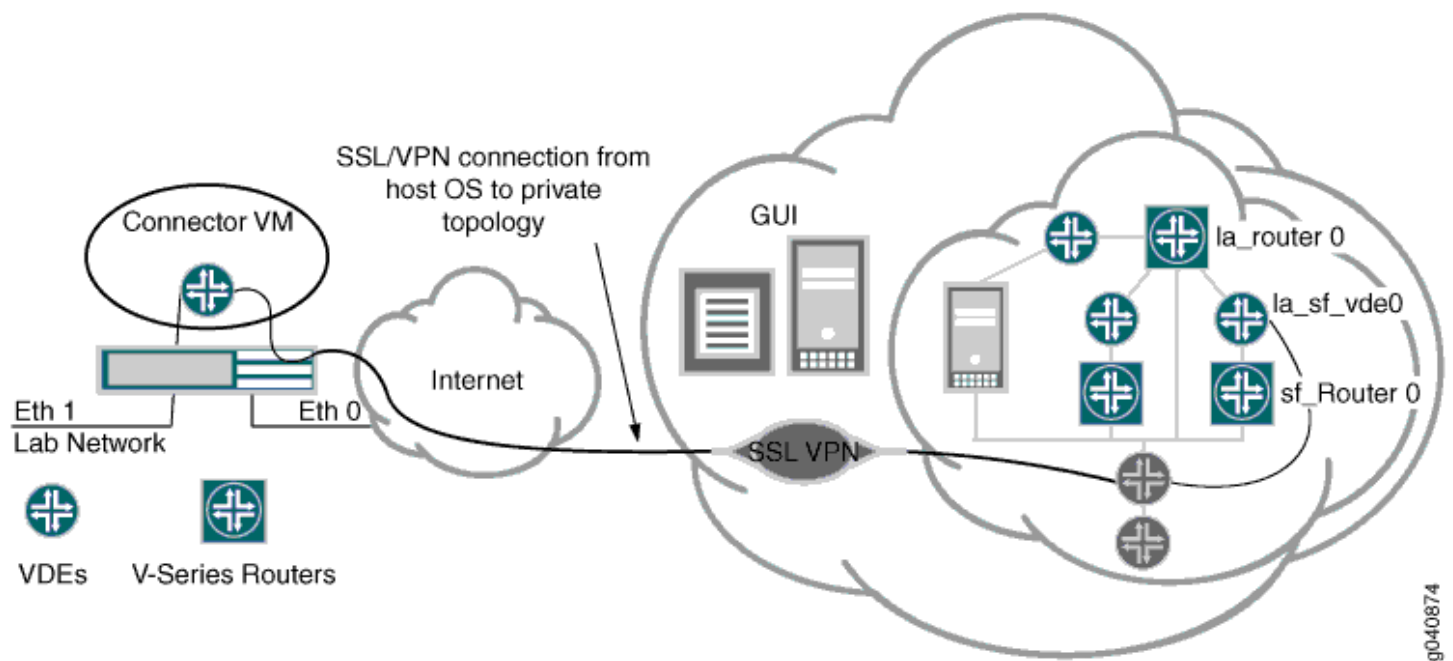 SSL/VPN connection from
host OS to private
topology
Connector VM
GUI
la_router 0
la_sf_vde0
Internet
sf_Router 0
Eth 1
Eth 0
Lab Network
SSL VPN
VDEs
V-Series Routers
g040874